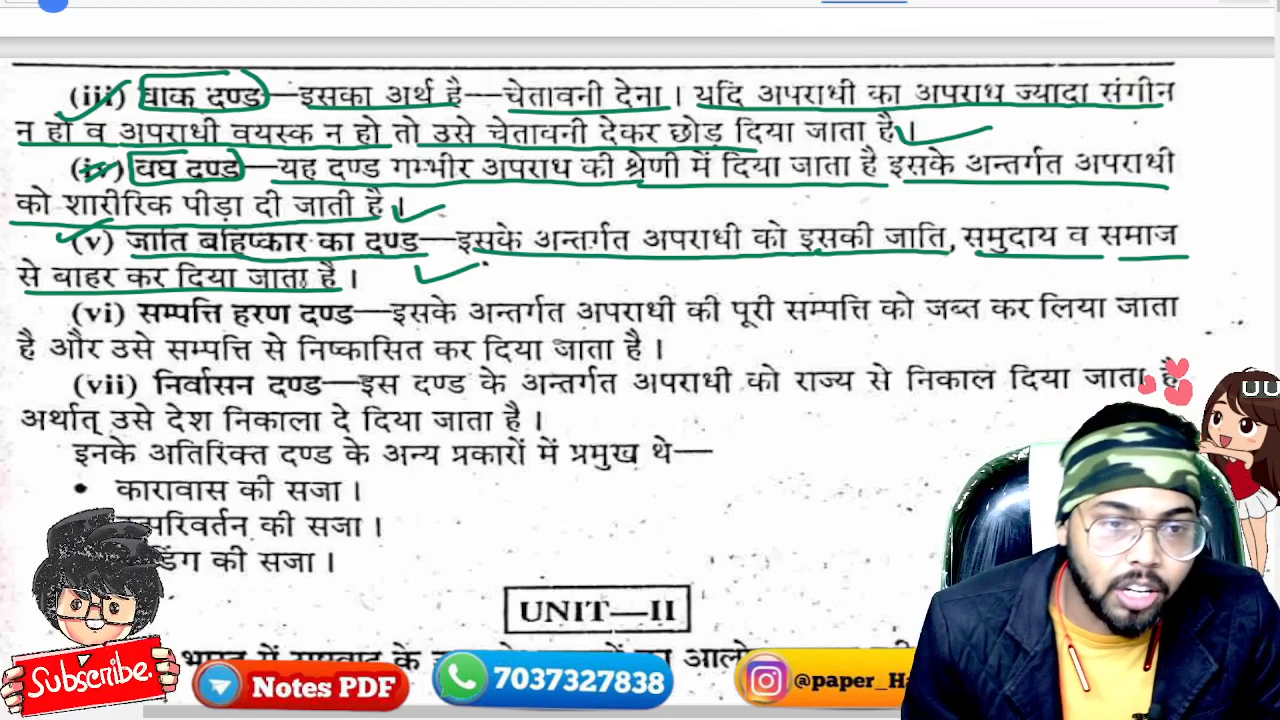 (iii) वाक दण्ड—इसका अर्थ है—चेतावनी देना। यदि अपराधी का अपराध ज्यादा संगीन
न हो व अपराधी वयस्क न हो तो उसे चेतावनी देकर छोड़ दिया जाता है।
(iv) वघ दण्ड—यह दण्ड गम्भीर अपराध की श्रेणी में दिया जाता है इसके अन्तर्गत अपराधी
को शारीरिक पीड़ा दी जाती है।
(v) जाति बहिष्कार का दण्ड—इसके अन्तर्गत अपराधी को इसकी जाति, समुदाय व समाज
से बाहर कर दिया जाता है।
(vi) सम्पत्ति हरण दण्ड—इसके अन्तर्गत अपराधी की पूरी सम्पत्ति को जब्त कर लिया जाता
है और उसे सम्पत्ति से निष्कासित कर दिया जाता है।
(vii) निर्वासन दण्ड—इस दण्ड के अन्तर्गत अपराधी को राज्य से निकाल दिया जाता है
अर्थात् उसे देश निकाला दे दिया जाता है।
इनके अतिरिक्त दण्ड के अन्य प्रकारों में प्रमुख थे—
• कारावास की सजा।
की सजा।
की सजा।
UNIT—II
में के
Subscribe
Notes PDF
7037327838